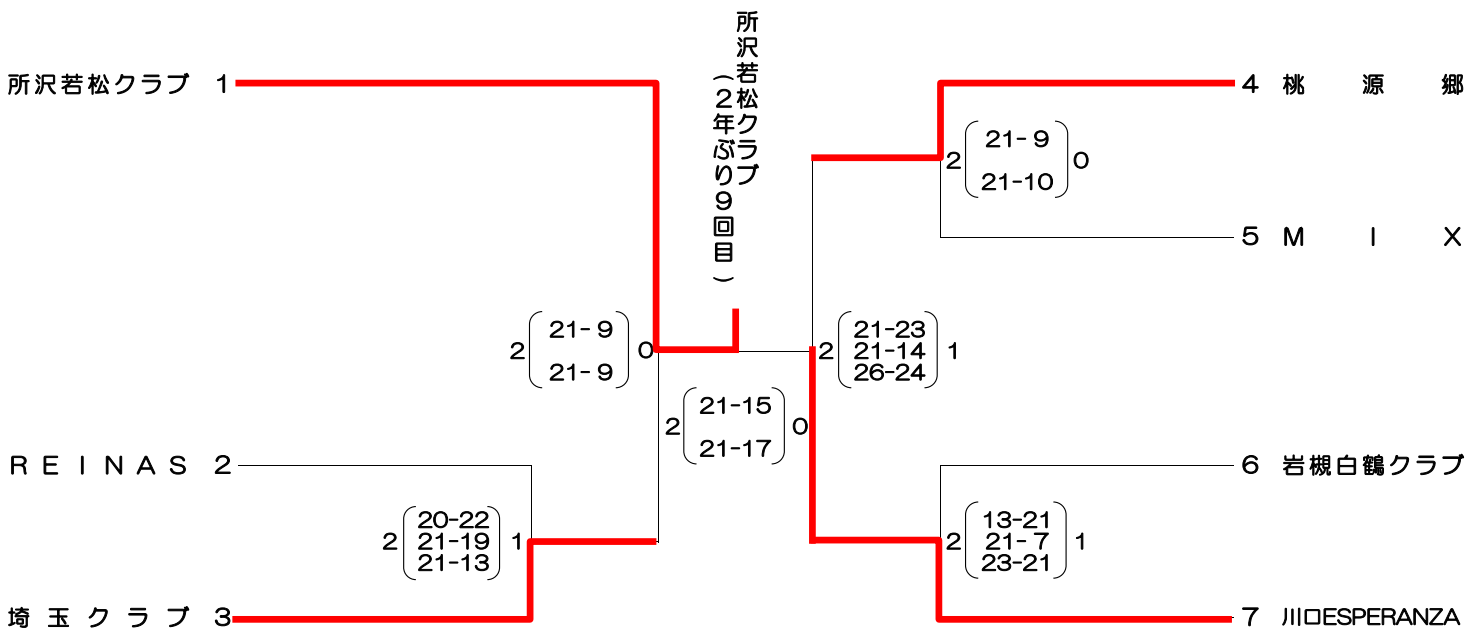 所沢若松クラブ
(2年ぶり9回目)
所沢若松クラブ 1
4 桃源郷
2 21-9 0
21-10
5 MIX
2 21-9 0
21-9
2 21-23 1
21-14
26-24
2 21-15 0
21-17
REINAS 2
6 岩槻白鶴クラブ
2 20-22 1
21-19
21-13
2 13-21 1
21-7
23-21
埼玉クラブ 3
7 川口ESPERANZA